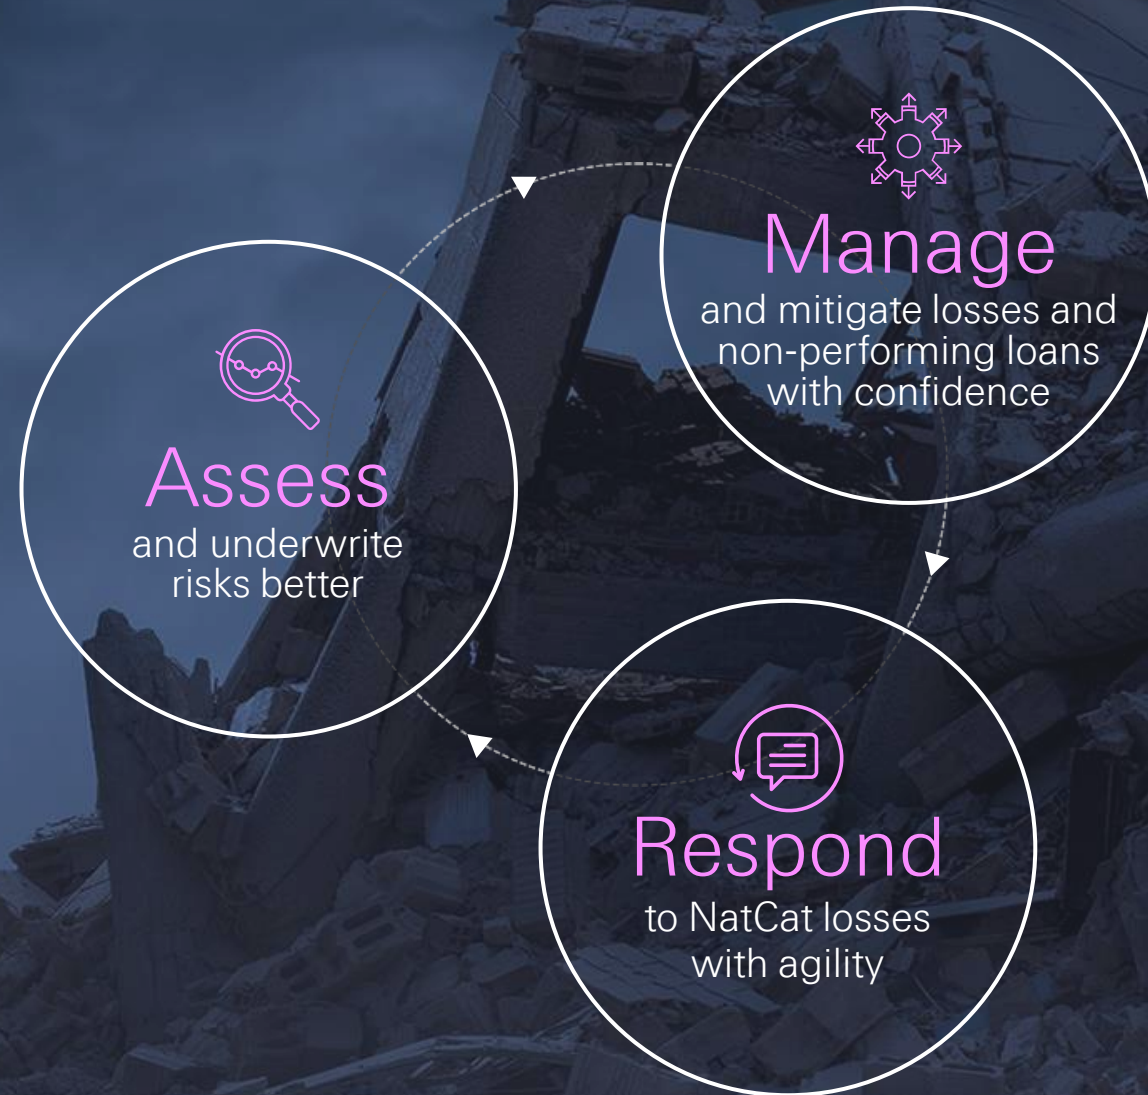 Assess
and underwrite
risks better
Manage
and mitigate losses and
non-performing loans
with confidence
Respond
to NatCat losses
with agility